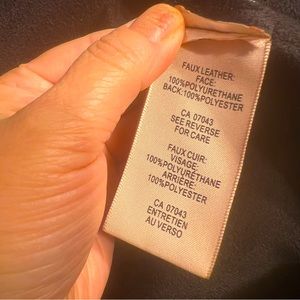 FAUX LEATHER:
FACE:
100%POLYURETHANE
BACK:100%POLYESTER
CA 07043
SEE REVERSE
FOR CARE
FAUX CUIR:
VISAGE:
100%POLYURÉTHANE
ARRIÈRE:
100%POLYESTER
CA 07043
ENTRETIEN
AU VERSO